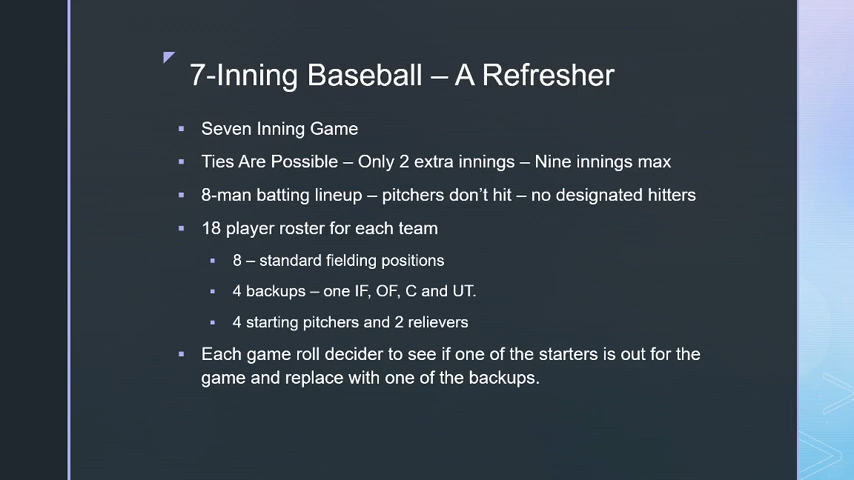 7-Inning Baseball – A Refresher
Seven Inning Game
Ties Are Possible – Only 2 extra innings – Nine innings max
8-man batting lineup – pitchers don’t hit – no designated hitters
18 player roster for each team
8 – standard fielding positions
4 backups – one IF, OF, C and UT.
4 starting pitchers and 2 relievers
Each game roll decider to see if one of the starters is out for the
game and replace with one of the backups.